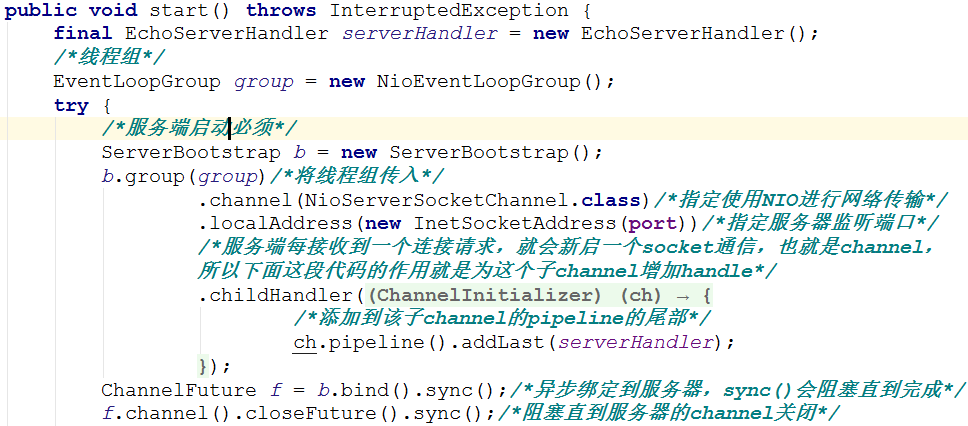 public void start() throws InterruptedException {
final EchoServerHandler serverHandler = new EchoServerHandler();
/*线程组*/
EventLoopGroup group = new NioEventLoopGroup();
try {
/*服务端启动必须*/
ServerBootstrap b = new ServerBootstrap();
b.group(group)/*将线程组传入*/
.channel(NioServerSocketChannel.class)/*指定使用NIO进行网络传输*/
.localAddress(new InetSocketAddress(port))/*指定服务器监听端口*/
/*服务端每接收到一个连接请求，就会新启一个socket通信，也就是channel，
所以下面这段代码的作用就是为这个子channel增加handle*/
.childHandler((ChannelInitializer) (ch) → {
/*添加到该子channel的pipeline的尾部*/
ch.pipeline().addLast(serverHandler);
});
ChannelFuture f = b.bind().sync();/*异步绑定到服务器，sync()会阻塞直到完成*/
f.channel().closeFuture().sync();/*阻塞直到服务器的channel关闭*/